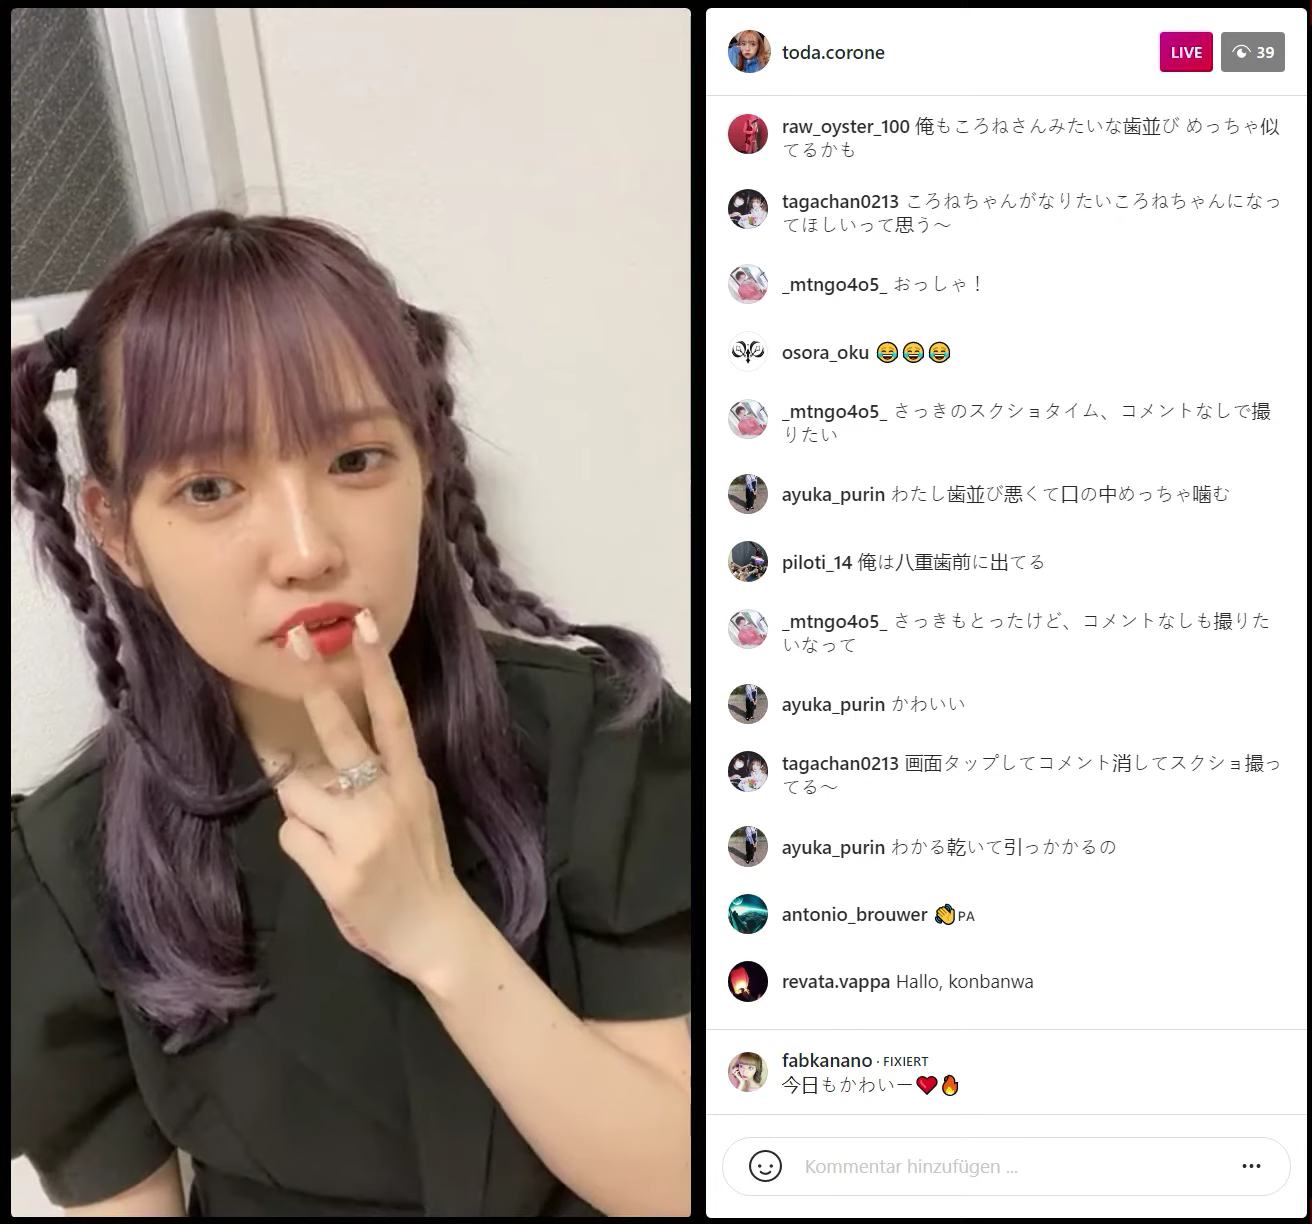 toda.corone
LIVE
39
raw_oyster_100 俺もころねさんみたいな歯並び めっちゃ似
てるかも
tagachan0213 ころねちゃんがなりたいころねちゃんになっ
てほしいって思う〜
_mtngo4o5_ おっしゃ！
osora_oku 😂😂😂
_mtngo4o5_ さっきのスクショタイム、コメントなしで撮
りたい
ayuka_purin わたし歯並び悪くて口の中めっちゃ噛む
piloti_14 俺は八重歯前に出てる
_mtngo4o5_ さっきもとったけど、コメントなしも撮りた
いなって
ayuka_purin かわいい
tagachan0213 画面タップしてコメント消してスクショ撮っ
てる〜
ayuka_purin わかる乾いて引っかかるの
antonio_brouwer 👏PA
revata.vappa Hallo, konbanwa
fabkanano · FIXIERT
今日もかわいー❤️🔥
Kommentar hinzufügen ...